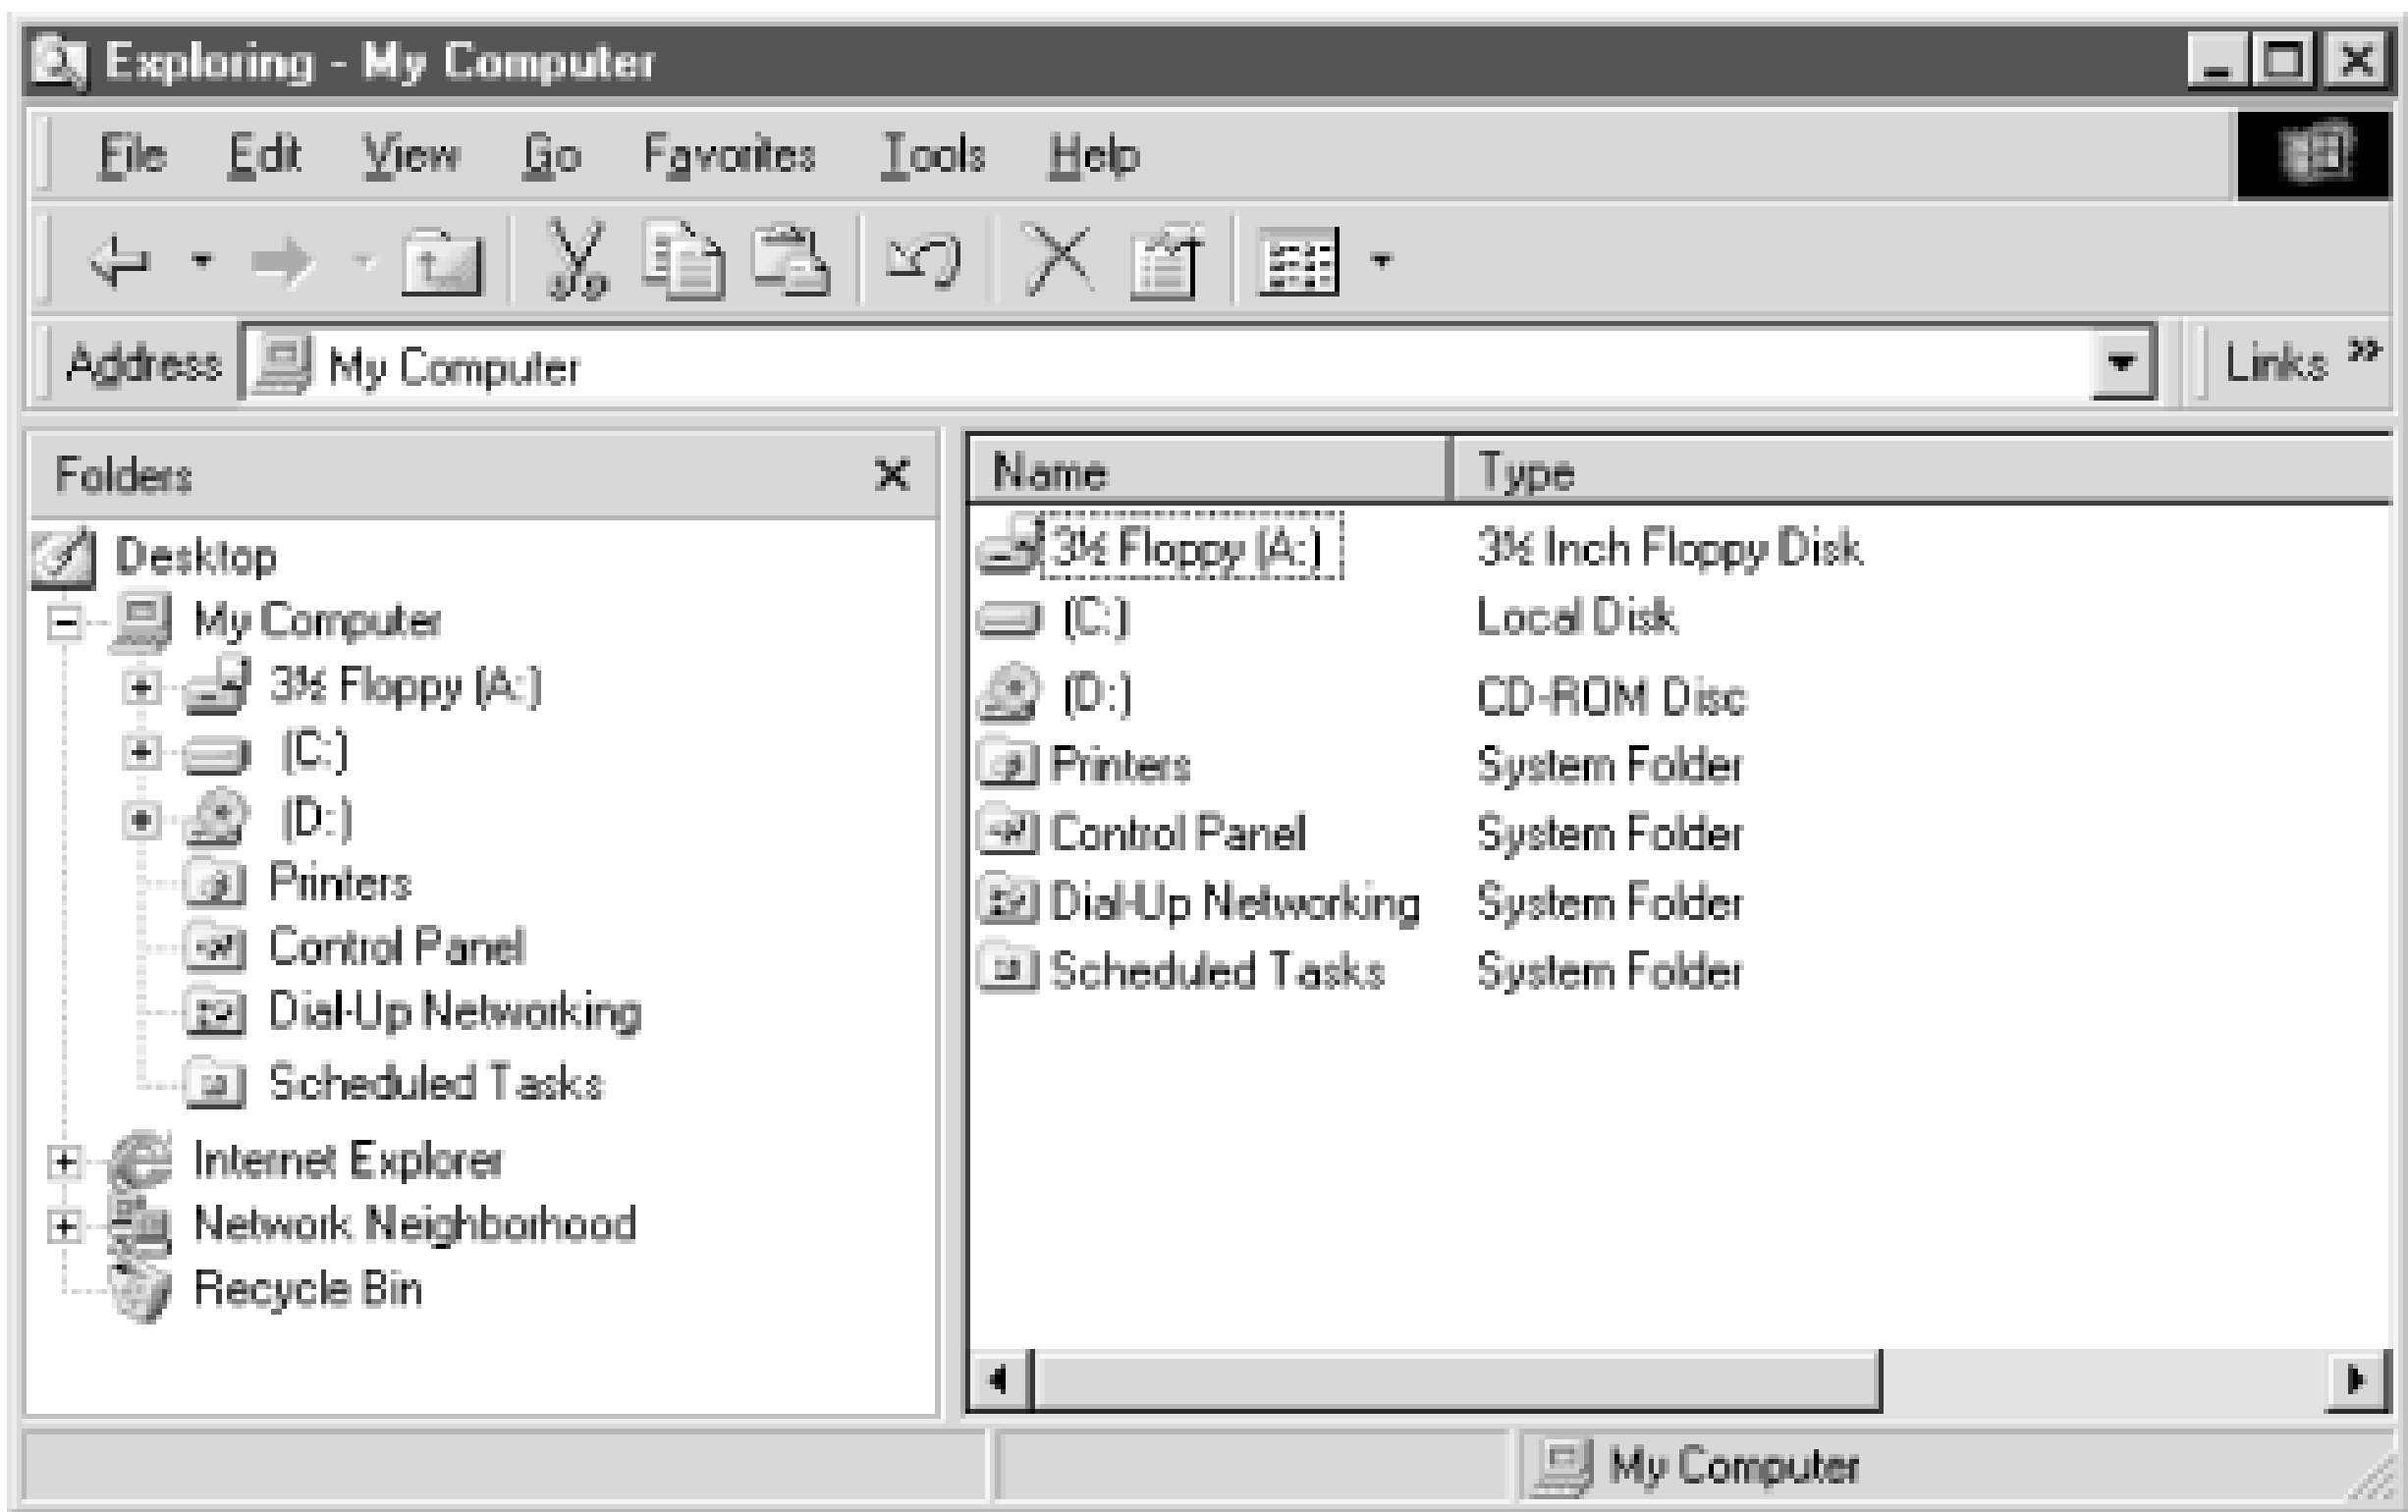 Exploring - My Computer
File Edit View Go Favorites Tools Help
Address My Computer Links »
Folders
Desktop
My Computer
3½ Floppy (A:)
(C:)
(D:)
Printers
Control Panel
Dial-Up Networking
Scheduled Tasks
Internet Explorer
Network Neighborhood
Recycle Bin
Name Type
3½ Floppy (A:) 3½ Inch Floppy Disk
(C:) Local Disk
(D:) CD-ROM Disc
Printers System Folder
Control Panel System Folder
Dial-Up Networking System Folder
Scheduled Tasks System Folder
My Computer